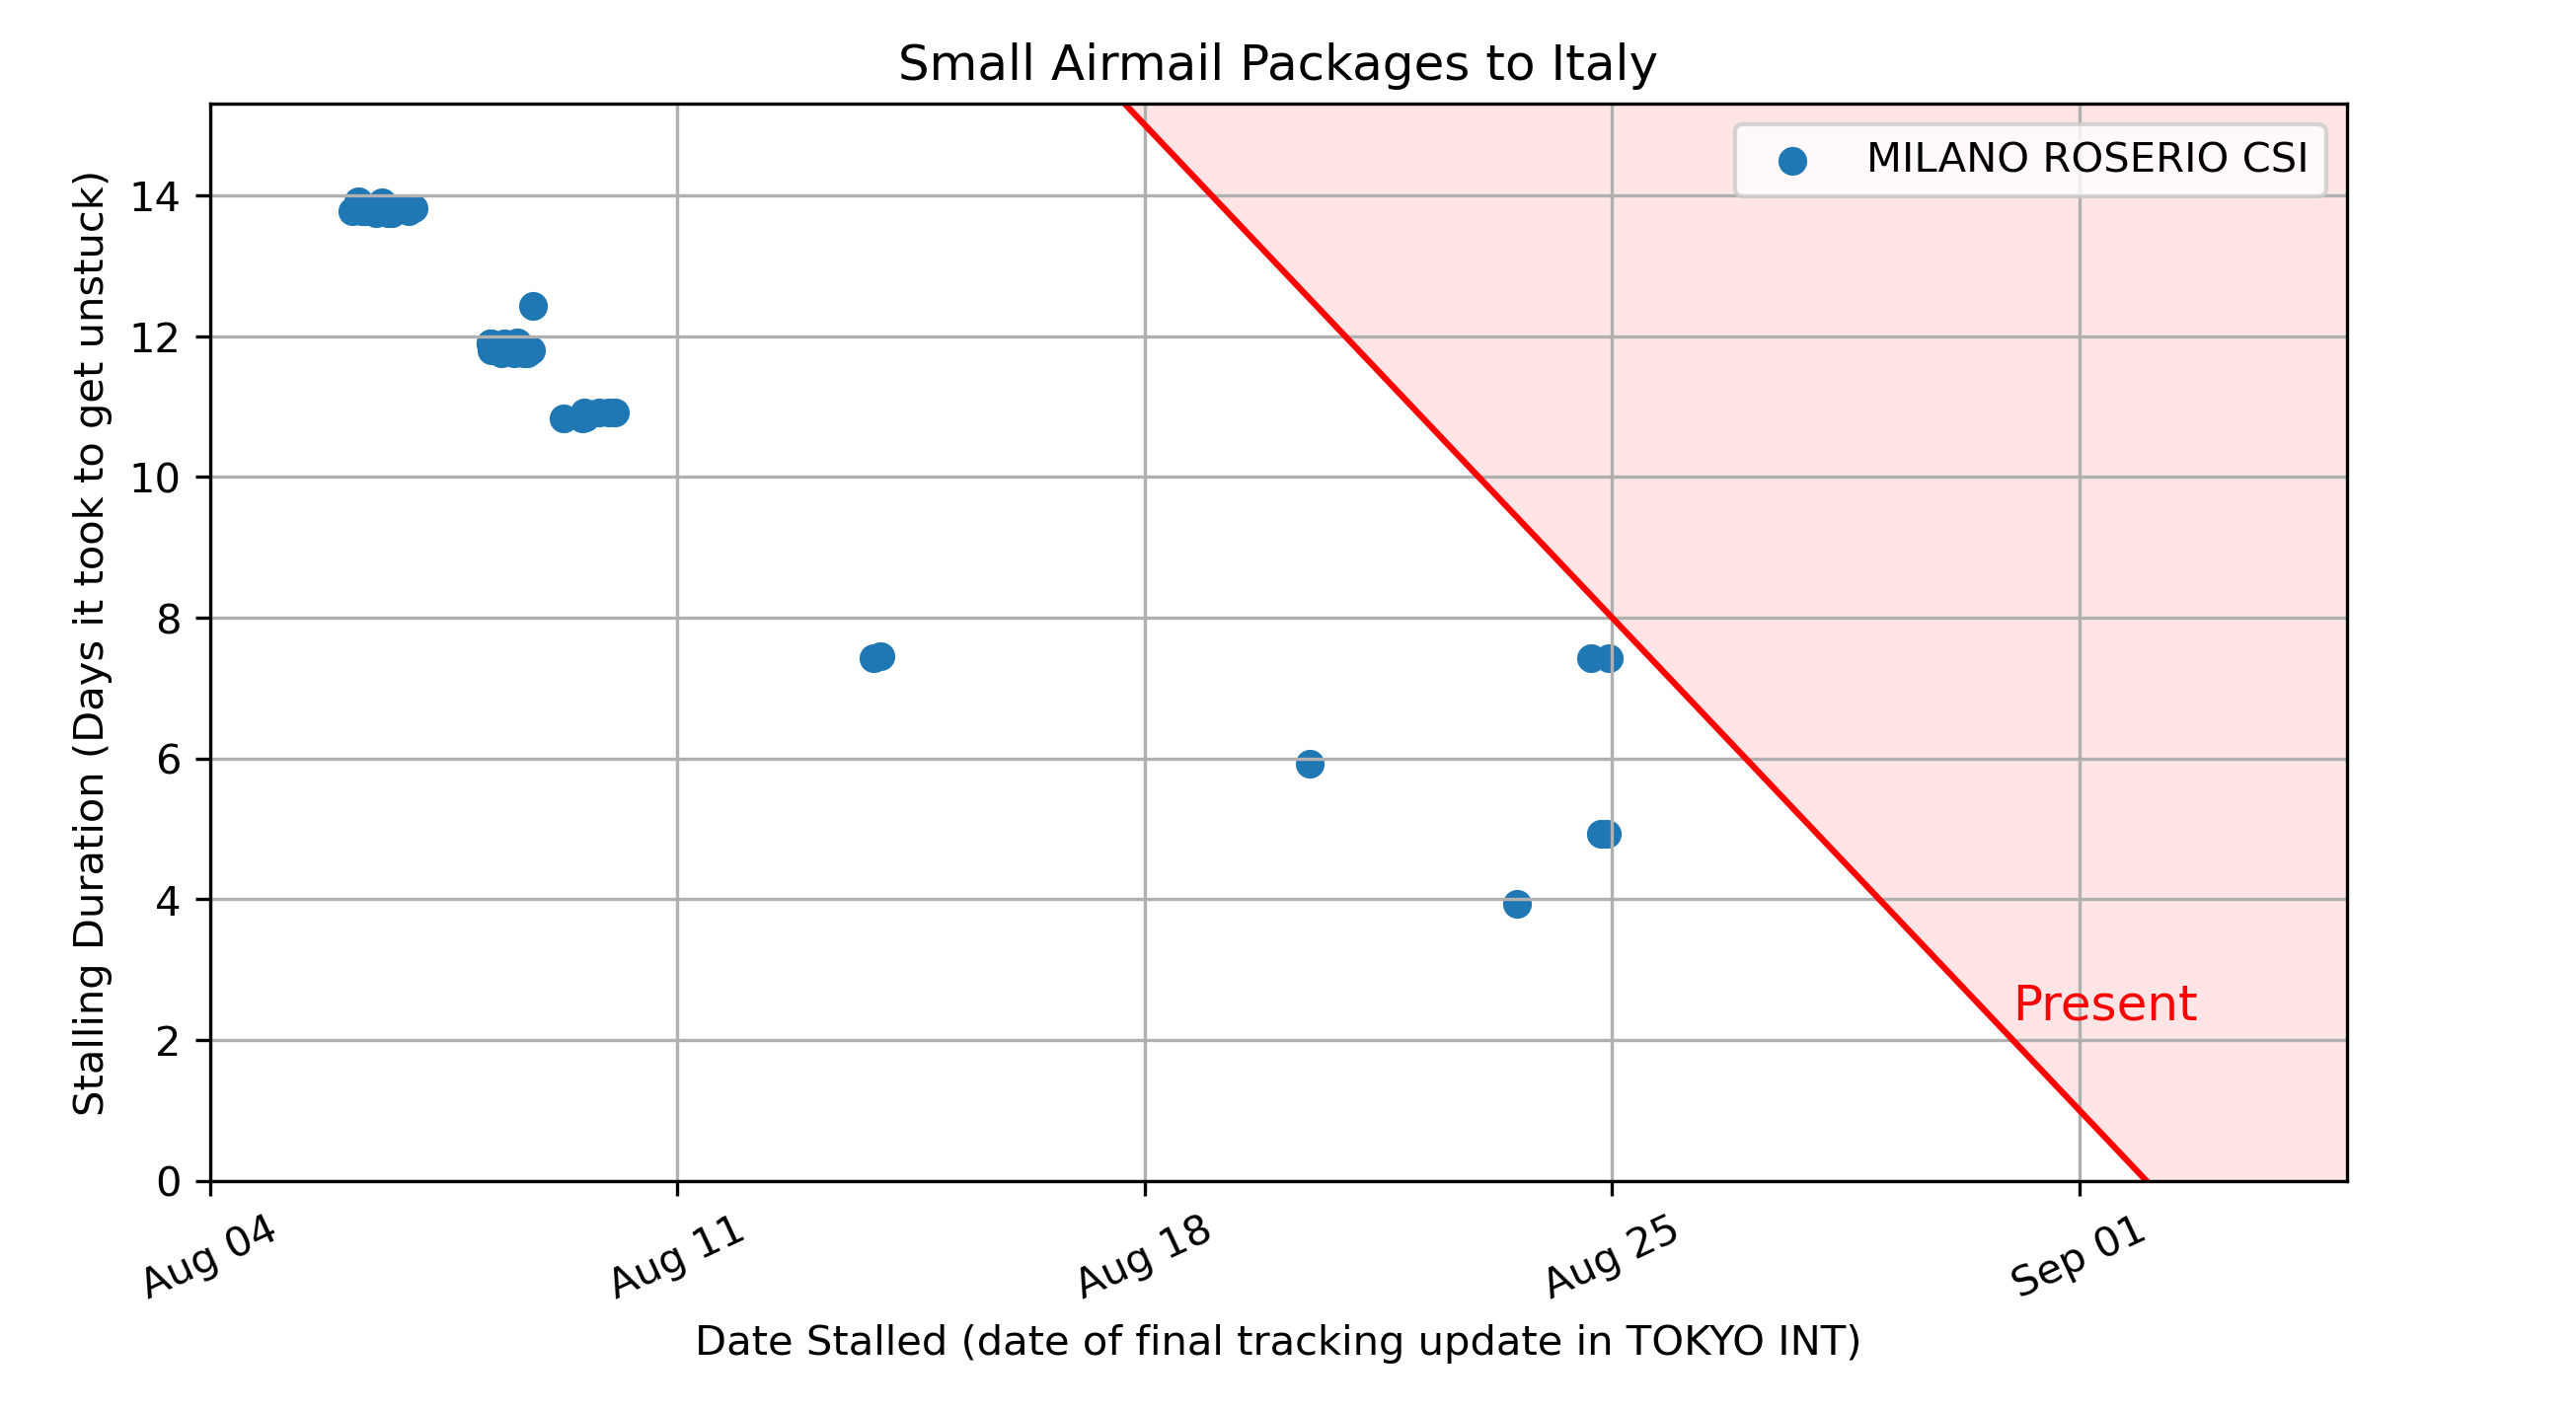 Small Airmail Packages to Italy
MILANO ROSERIO CSI
Stalling Duration (Days it took to get unstuck)
14
12
10
8
6
4
2
0
Present
Aug 04
Aug 11
Aug 18
Aug 25
Sep 01
Date Stalled (date of final tracking update in TOKYO INT)